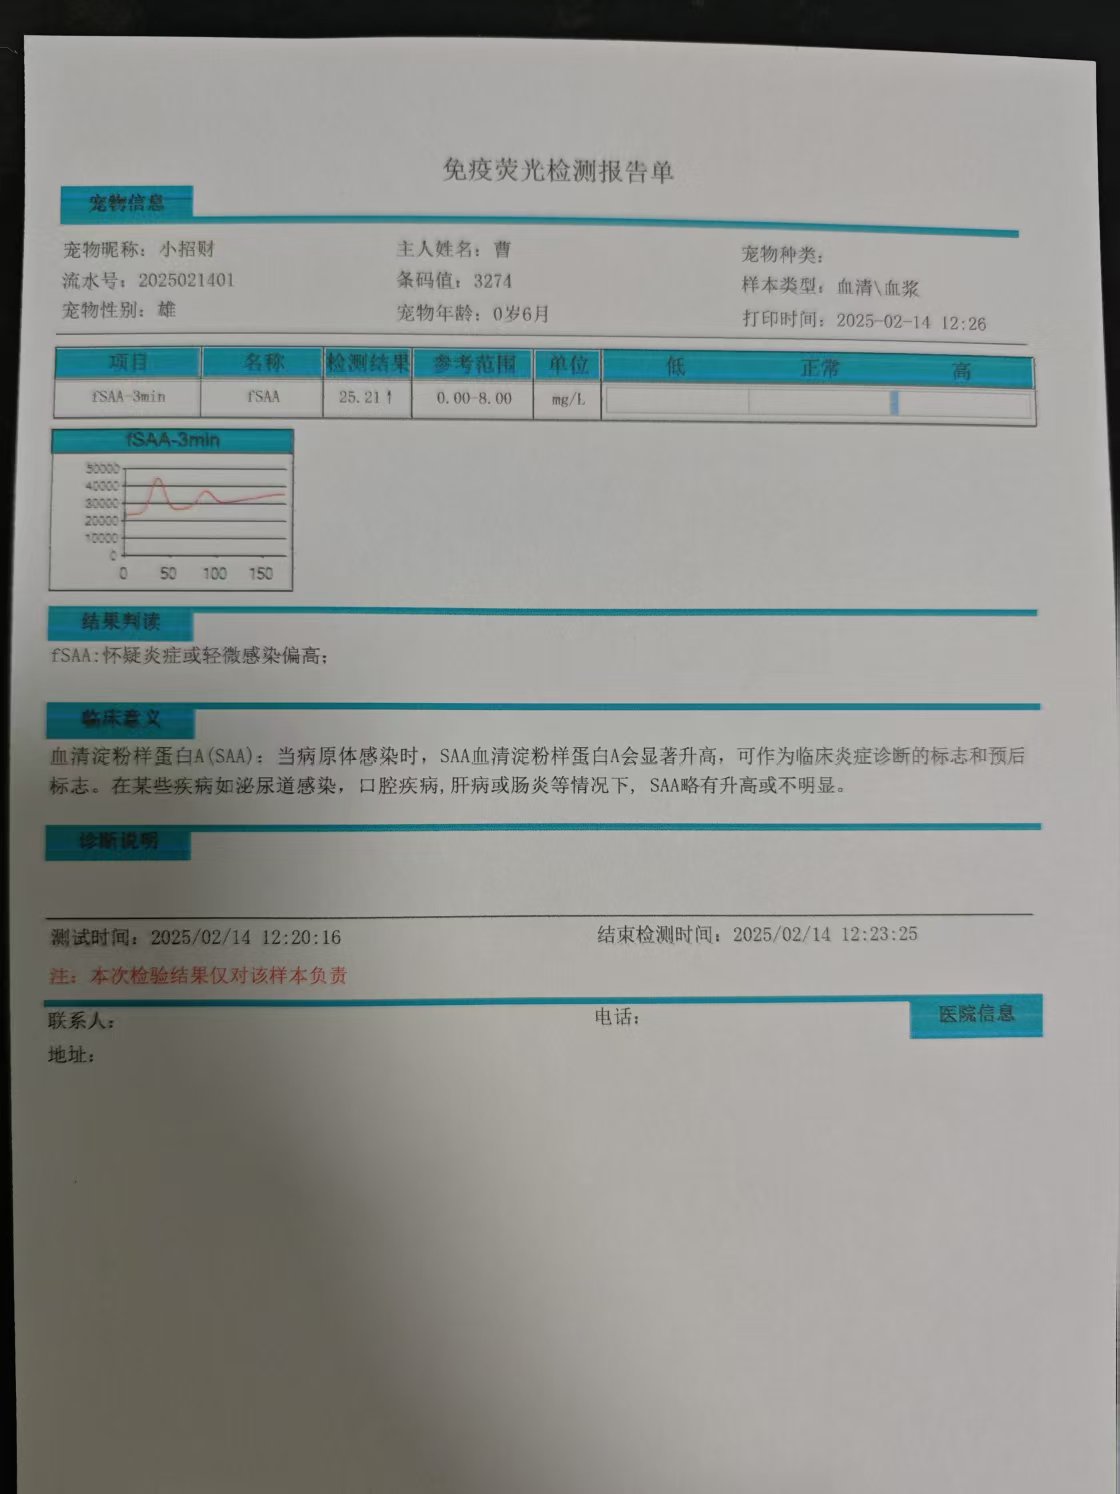 免疫荧光检测报告单
宠物信息
宠物昵称：小招财 主人姓名：曹 宠物种类：
流水号：2025021401 条码值：3274 样本类型：血清\血浆
宠物性别：雄 宠物年龄：0岁6月 打印时间：2025-02-14 12:26
项目 名称 检测结果 参考范围 单位 低 正常 高
fSAA-3min fSAA 25.21↑ 0.00-8.00 mg/L
fSAA-3min
50000
40000
30000
20000
10000
0
0 50 100 150
结果判读
fSAA:怀疑炎症或轻微感染偏高;
临床意义
血清淀粉样蛋白A(SAA)：当病原体感染时，SAA血清淀粉样蛋白A会显著升高，可作为临床炎症诊断的标志和预后
标志。在某些疾病如泌尿道感染，口腔疾病,肝病或肠炎等情况下, SAA略有升高或不明显。
诊断说明
测试时间：2025/02/14 12:20:16 结束检测时间：2025/02/14 12:23:25
注：本次检验结果仅对该样本负责
联系人： 电话： 医院信息
地址：